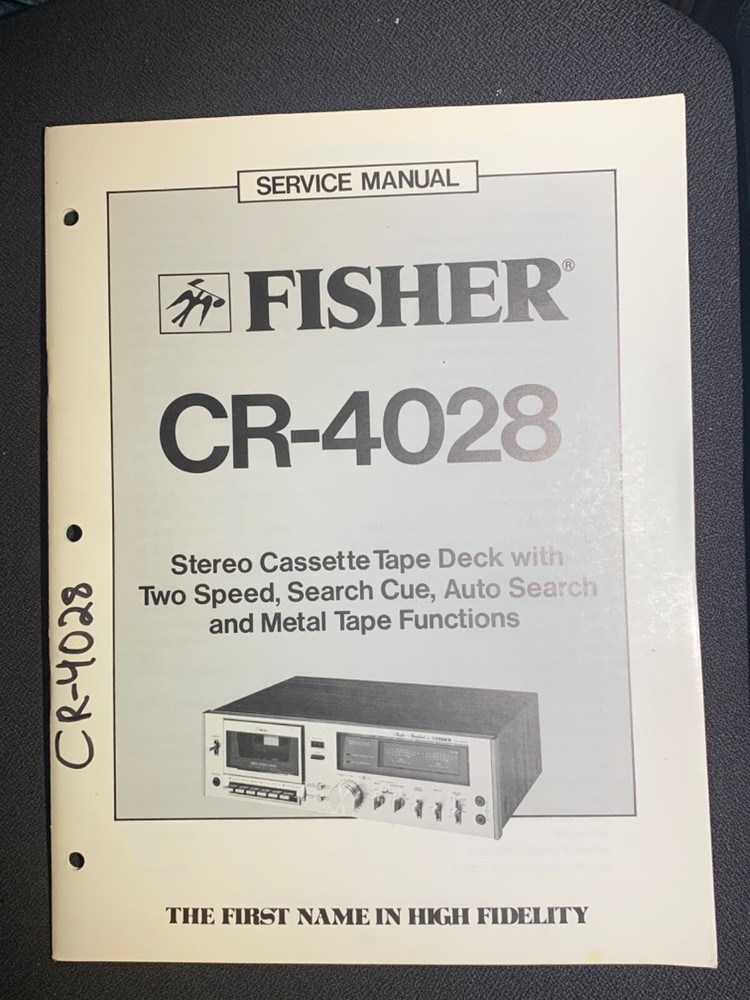 SERVICE MANUAL
FISHER®
CR-4028
Stereo Cassette Tape Deck with
Two Speed, Search Cue, Auto Search
and Metal Tape Functions
CR-4028
THE FIRST NAME IN HIGH FIDELITY